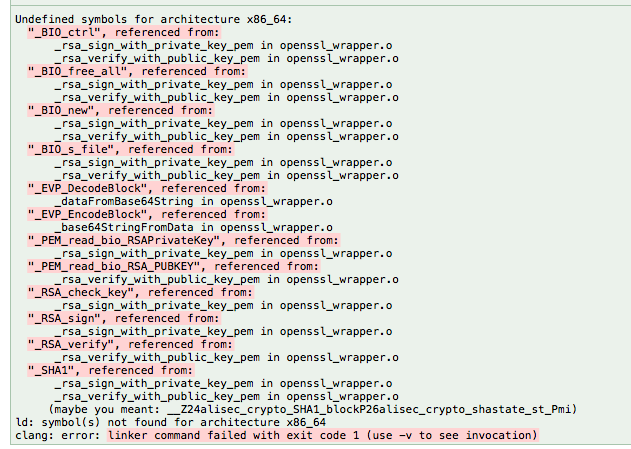 Undefined symbols for architecture x86_64:
"_BIO_ctrl", referenced from:
_rsa_sign_with_private_key_pem in openssl_wrapper.o
_rsa_verify_with_public_key_pem in openssl_wrapper.o
"_BIO_free_all", referenced from:
_rsa_sign_with_private_key_pem in openssl_wrapper.o
_rsa_verify_with_public_key_pem in openssl_wrapper.o
"_BIO_new", referenced from:
_rsa_sign_with_private_key_pem in openssl_wrapper.o
_rsa_verify_with_public_key_pem in openssl_wrapper.o
"_BIO_s_file", referenced from:
_rsa_sign_with_private_key_pem in openssl_wrapper.o
_rsa_verify_with_public_key_pem in openssl_wrapper.o
"_EVP_DecodeBlock", referenced from:
_dataFromBase64String in openssl_wrapper.o
"_EVP_EncodeBlock", referenced from:
_base64StringFromData in openssl_wrapper.o
"_PEM_read_bio_RSAPrivateKey", referenced from:
_rsa_sign_with_private_key_pem in openssl_wrapper.o
"_PEM_read_bio_RSA_PUBKEY", referenced from:
_rsa_verify_with_public_key_pem in openssl_wrapper.o
"_RSA_check_key", referenced from:
_rsa_sign_with_private_key_pem in openssl_wrapper.o
"_RSA_sign", referenced from:
_rsa_sign_with_private_key_pem in openssl_wrapper.o
"_RSA_verify", referenced from:
_rsa_verify_with_public_key_pem in openssl_wrapper.o
"_SHA1", referenced from:
_rsa_sign_with_private_key_pem in openssl_wrapper.o
_rsa_verify_with_public_key_pem in openssl_wrapper.o
(maybe you meant: __Z24alisec_crypto_SHA1_blockP26alisec_crypto_shastate_st_Pmi)
ld: symbol(s) not found for architecture x86_64
clang: error: linker command failed with exit code 1 (use -v to see invocation)